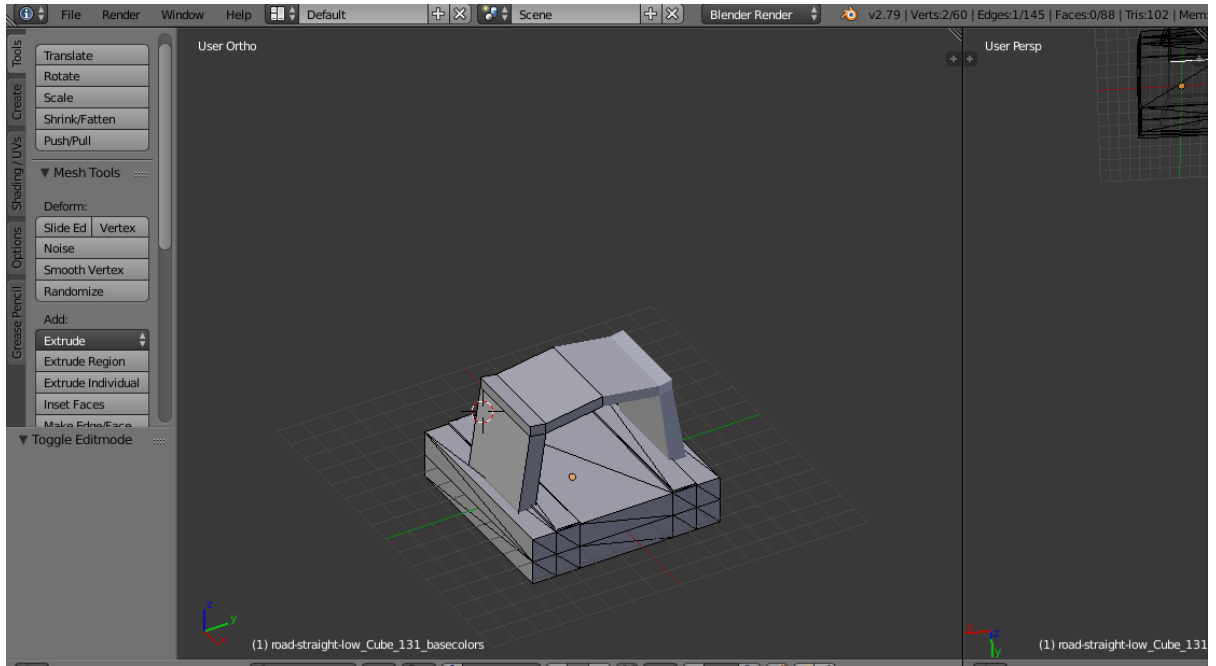 File Render Window Help Default Scene Blender Render v2.79 | Verts:2/60 | Edges:1/145 | Faces:0/88 | Tris:102 | Mem:
Tools
Create
Shading / UVs
Options
Grease Pencil
Translate
Rotate
Scale
Shrink/Fatten
Push/Pull
Mesh Tools
Deform:
Slide Ed Vertex
Noise
Smooth Vertex
Randomize
Add:
Extrude
Extrude Region
Extrude Individual
Inset Faces
Make Edge/Face
Toggle Editmode
User Ortho
z
y
x
(1) road-straight-low_Cube_131_basecolors
User Persp
z
y
(1) road-straight-low_Cube_131